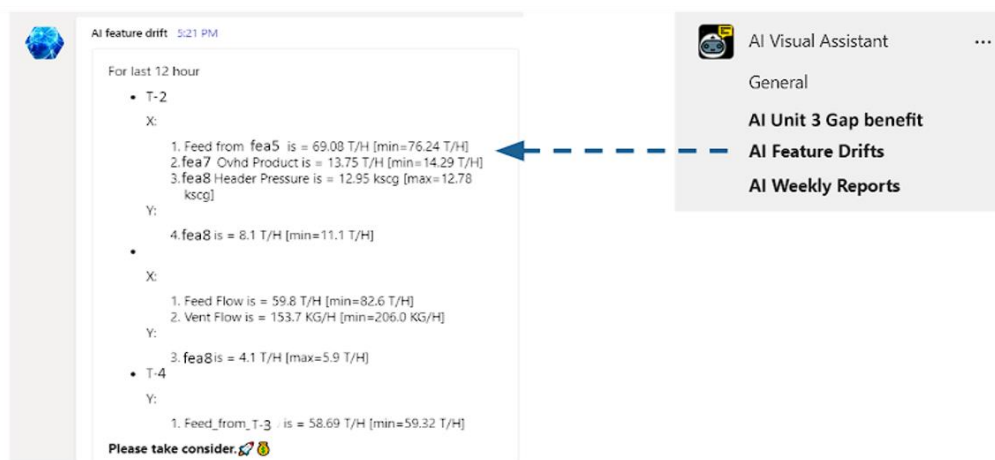 AI feature drift 5:21 PM
For last 12 hour
• T-2
X:
1. Feed from fea5 is = 69.08 T/H [min=76.24 T/H]
2.fea7 Ovhd Product is = 13.75 T/H [min=14.29 T/H]
3.fea8 Header Pressure is = 12.95 kscg [max=12.78
kscg]
Y:
4.fea8 is = 8.1 T/H [min=11.1 T/H]
•
X:
1. Feed Flow is = 59.8 T/H [min=82.6 T/H]
2. Vent Flow is = 153.7 KG/H [min=206.0 KG/H]
Y:
3. fea8is = 4.1 T/H [max=5.9 T/H]
• T-4
Y:
1. Feed_from_T-3 is = 58.69 T/H [min=59.32 T/H]
Please take consider.🚀💰
AI Visual Assistant ...
General
AI Unit 3 Gap benefit
AI Feature Drifts
AI Weekly Reports